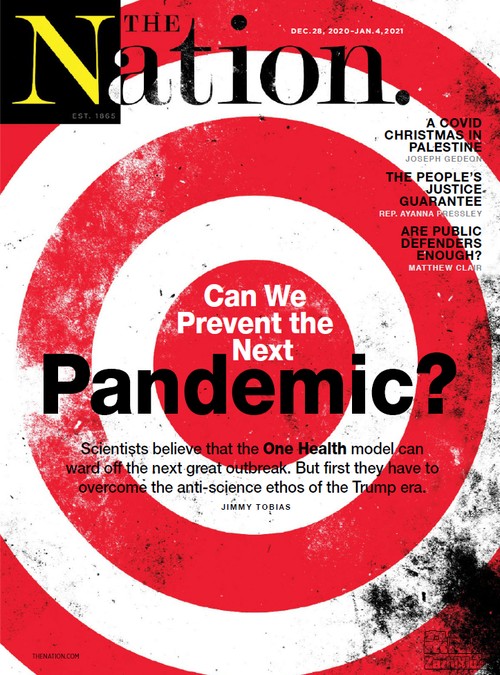 THE
Nation.
EST. 1865
DEC.28, 2020–JAN.4,2021
A COVID
CHRISTMAS IN
PALESTINE
JOSEPH GEDEON
THE PEOPLE'S
JUSTICE
GUARANTEE
REP. AYANNA PRESSLEY
ARE PUBLIC
DEFENDERS
ENOUGH?
MATTHEW CLAIR
Can We
Prevent the
Next
Pandemic?
Scientists believe that the One Health model can
ward off the next great outbreak. But first they have to
overcome the anti-science ethos of the Trump era.
JIMMY TOBIAS
THENATION.COM